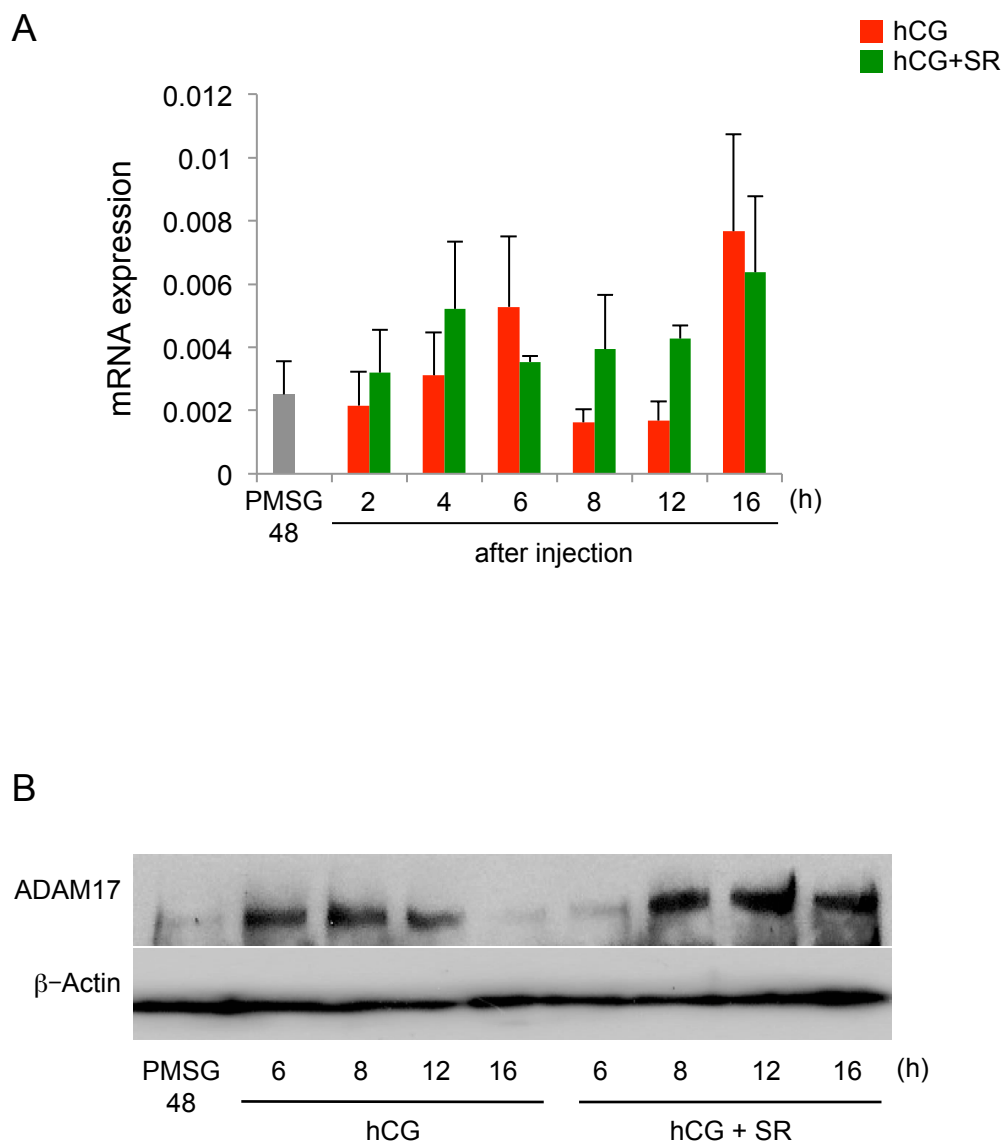 A
hCG
hCG+SR
mRNA expression
0.012
0.01
0.008
0.006
0.004
0.002
0
PMSG
48
2 4 6 8 12 16 (h)
after injection
B
ADAM17
β−Actin
PMSG
48
6 8 12 16 6 8 12 16 (h)
hCG hCG + SR